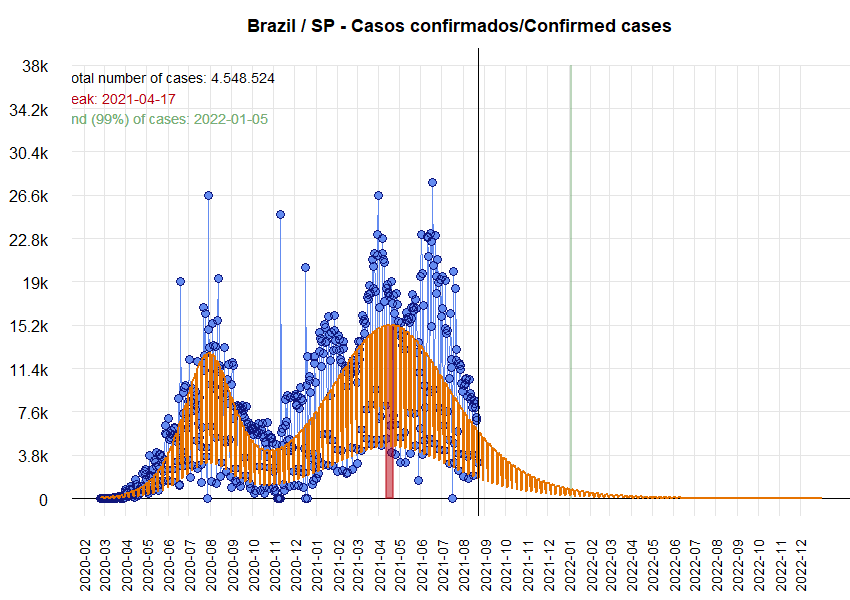 Brazil / SP - Casos confirmados/Confirmed cases
38k
otal number of cases: 4.548.524
eak: 2021-04-17
34.2k
nd (99%) of cases: 2022-01-05
30.4k
26.6k
22.8k
19k
15.2k
11.4k
7.6k
3.8k
0
2020-02
2020-03
2020-04
2020-05
2020-06
2020-07
2020-08
2020-09
2020-10
2020-11
2020-12
2021-01
2021-02
2021-03
2021-04
2021-05
2021-06
2021-07
2021-08
2021-09
2021-10
2021-11
2021-12
2022-01
2022-02
2022-03
2022-04
2022-05
2022-06
2022-07
2022-08
2022-09
2022-10
2022-11
2022-12